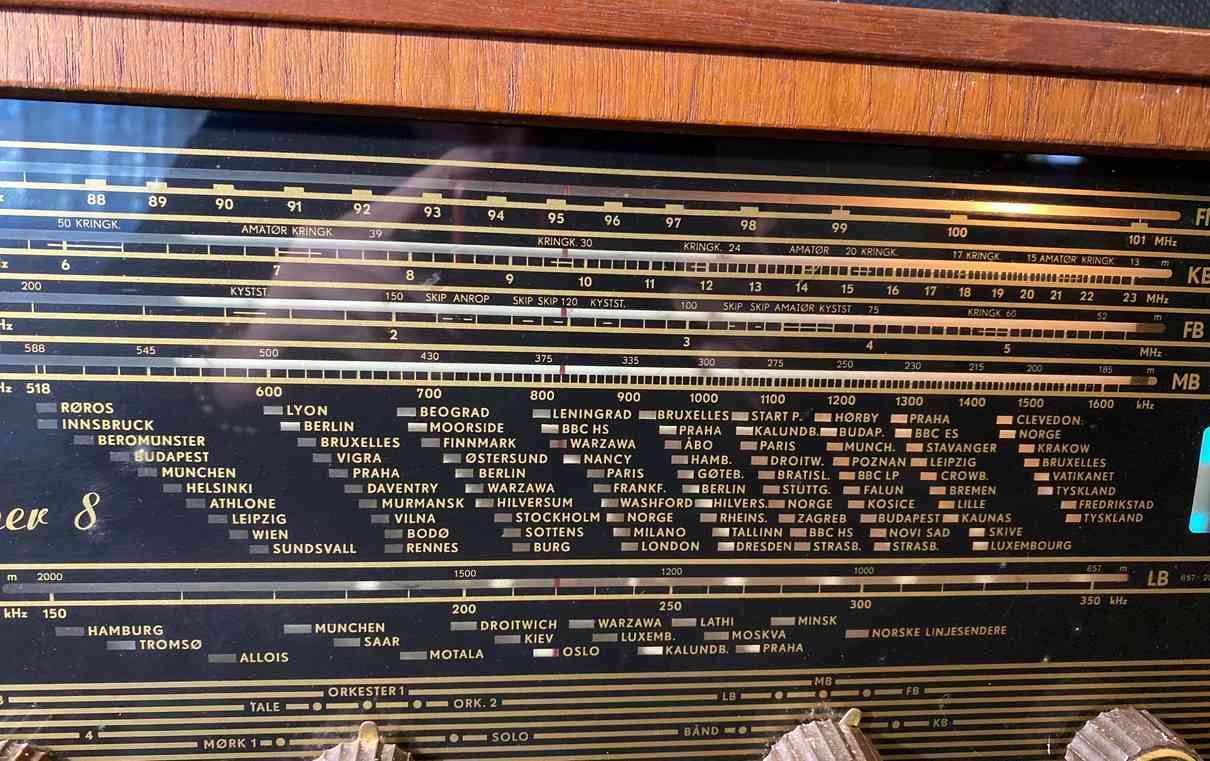 88 89 90 91 92 93 94 95 96 97 98 99 100 101 MHz
50 KRINGK. AMATØR KRINGK. 39 KRINGK. 30 KRINGK. 24 AMATØR 20 KRINGK. 17 KRINGK. 15 AMATØR KRINGK. 13 m
6 7 8 9 10 11 12 13 14 15 16 17 18 19 20 21 22 23 MHz
200 KYSTST. 150 SKIP ANROP SKIP SKIP 120 KYSTST. 100 SKIP SKIP AMATØR KYSTST 75 KRINGK 60 52 m
FB
2 3 4 5 MHz
588 545 500 430 375 335 300 275 250 230 215 200 185 m
MB
518 600 700 800 900 1000 1100 1200 1300 1400 1500 1600 kHz
RØROS LYON BEOGRAD LENINGRAD BRUXELLES START P. HØRBY PRAHA CLEVEDON.
INNSBRUCK BERLIN MOORSIDE BBC HS PRAHA KALUNDB. BUDAP. BBC ES NORGE
BEROMÜNSTER BRUXELLES FINNMARK WARZAWA ÅBO PARIS MÜNCH. STAVANGER KRAKOW
BUDAPEST VIGRA ØSTERSUND NANCY HAMB. DROITW. POZNAN LEIPZIG BRUXELLES
MÜNCHEN PRAHA BERLIN PARIS GØTEB. BRATISL. BBC LP CROWB. VATIKANET
HELSINKI DAVENTRY WARZAWA FRANKF. BERLIN STÜTTG. FALUN BREMEN TYSKLAND
ATHLONE MURMANSK HILVERSUM WASHFORD HILVERS. NORGE KOSICE LILLE FREDRIKSTAD
LEIPZIG VILNA STOCKHOLM NORGE RHEINS. ZAGREB BUDAPEST KAUNAS TYSKLAND
er 8
WIEN BODØ SOTTENS MILANO TALLINN BBC HS NOVI SAD SKIVE
SUNDSVALL RENNES BURG LONDON DRESDEN STRASB. STRASB. LUXEMBOURG
m 2000 1500 1200 1000 657 m
LB 657
kHz 150 200 250 300 350 kHz
HAMBURG MÜNCHEN DROITWICH WARZAWA LATHI MINSK
TROMSØ SAAR KIEV LUXEMB. MOSKVA NORSKE LINJESENDERE
ALLOIS MOTALA OSLO KALUNDB. PRAHA
ORKESTER 1 MB
TALE ORK. 2 LB FB
4 MØRK 1 SOLO BÅND KB